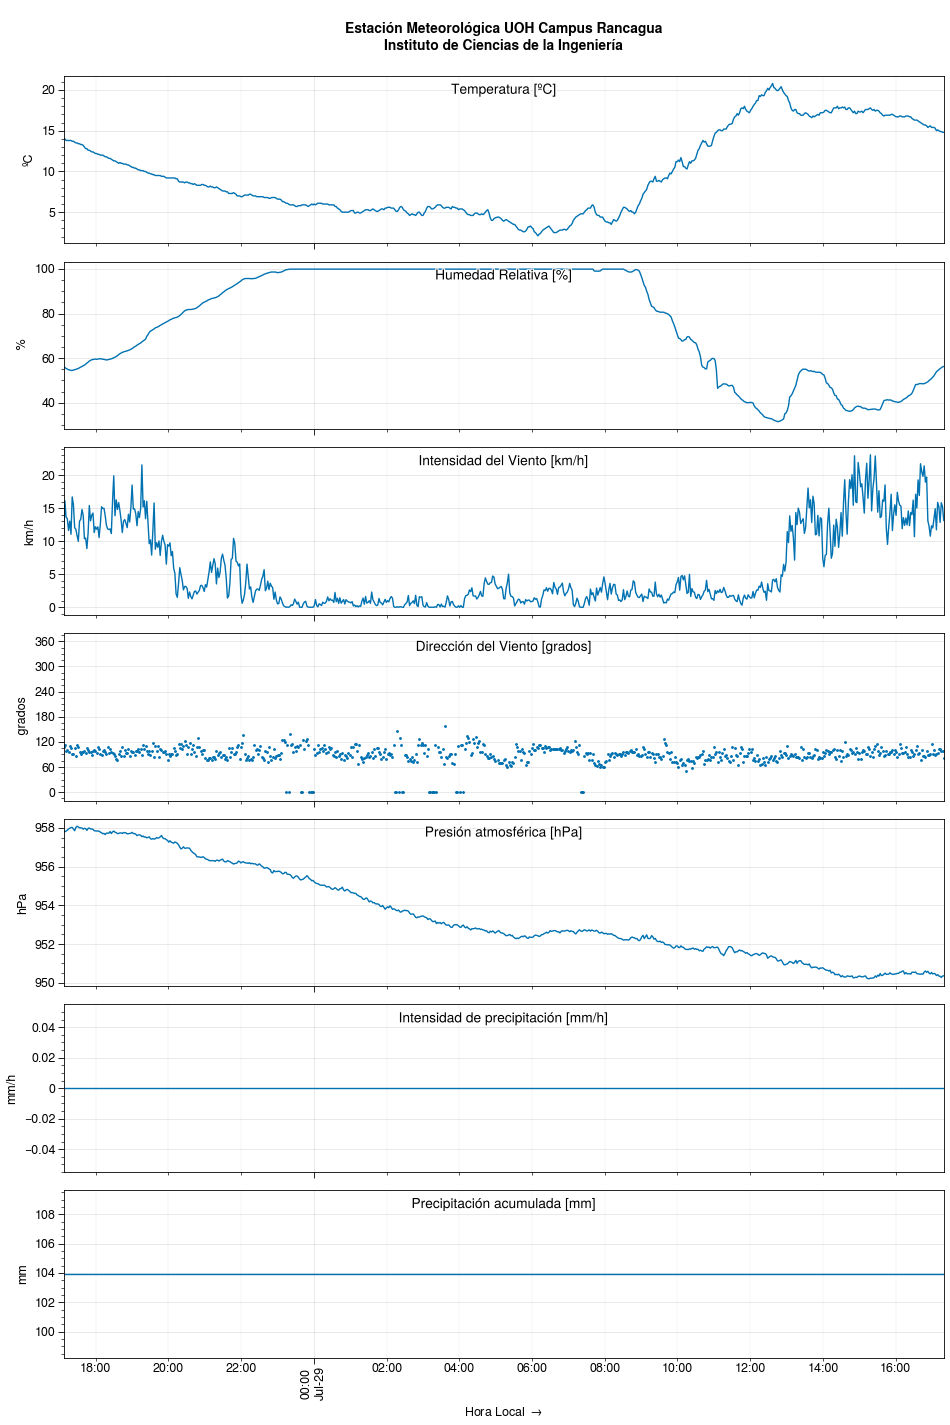 Estación Meteorológica UOH Campus Rancagua
Instituto de Ciencias de la Ingeniería
Temperatura [ºC]
ºC
20
15
10
5
Humedad Relativa [%]
%
100
80
60
40
Intensidad del Viento [km/h]
km/h
20
15
10
5
0
Dirección del Viento [grados]
grados
360
300
240
180
120
60
0
Presión atmosférica [hPa]
hPa
958
956
954
952
950
Intensidad de precipitación [mm/h]
mm/h
0.04
0.02
0
−0.02
−0.04
Precipitación acumulada [mm]
mm
108
106
104
102
100
18:00 20:00 22:00 00:00 02:00 04:00 06:00 08:00 10:00 12:00 14:00 16:00
Jul-29
Hora Local →